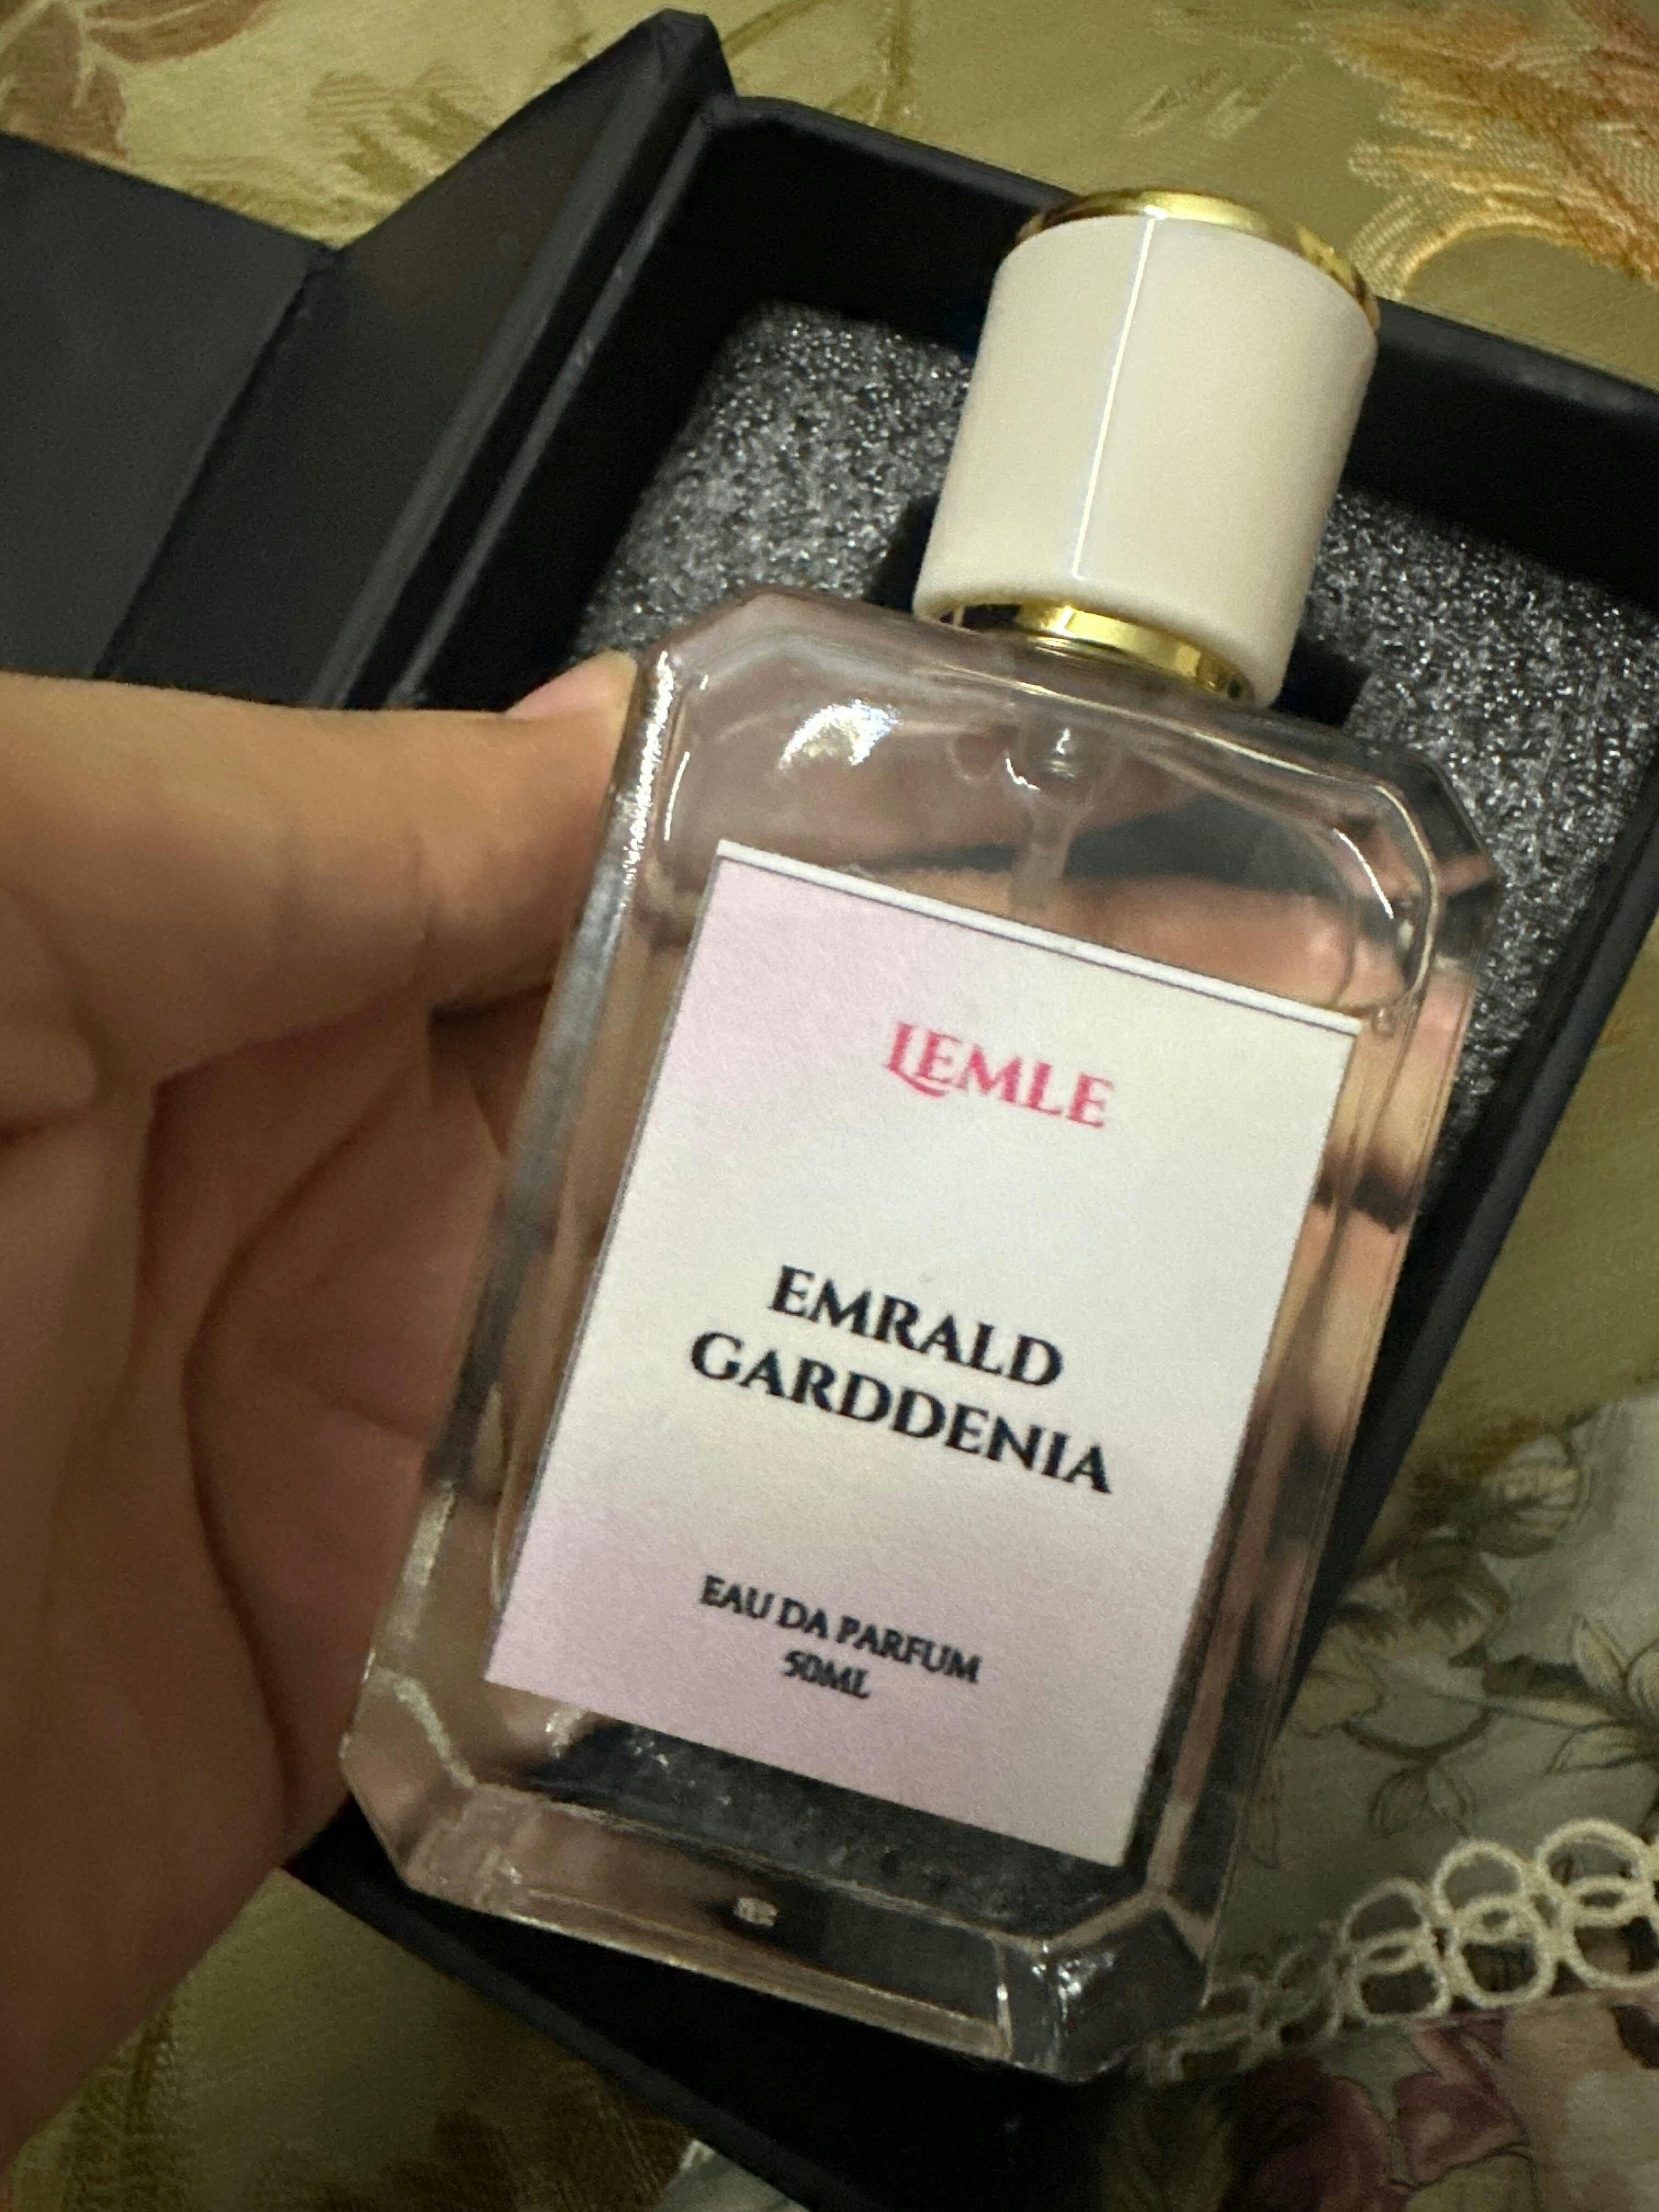 LEMLE
EMRALD
GARDDENIA
EAU DA PARFUM
50ML